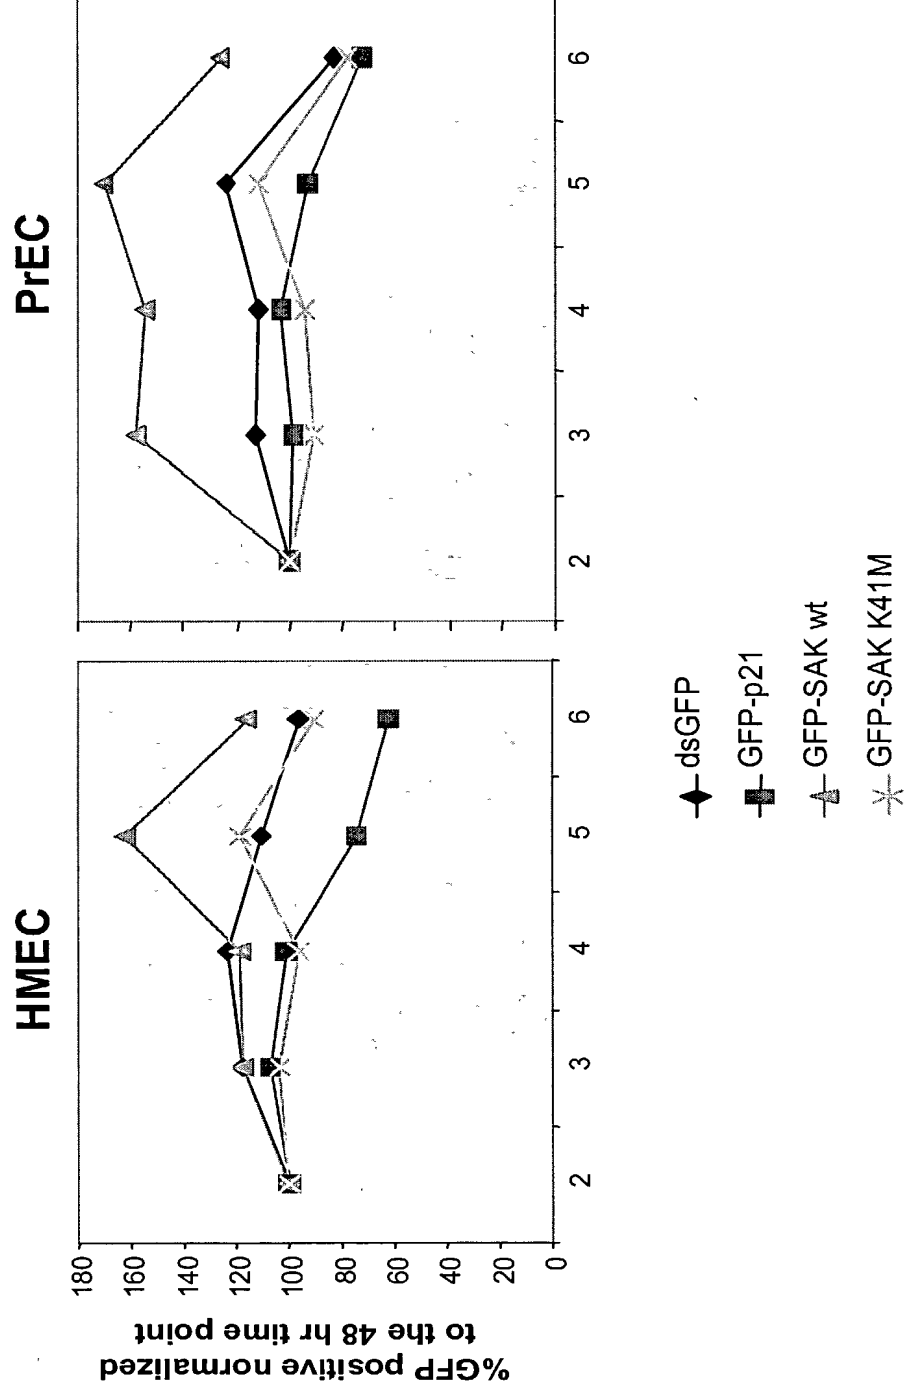 HMEC
PrEC
%GFP positive normalized
to the 48 hr time point
180
160
140
120
100
80
60
40
20
0
2
3
4
5
6
2
3
4
5
6
dsGFP
GFP-p21
GFP-SAK wt
GFP-SAK K41M